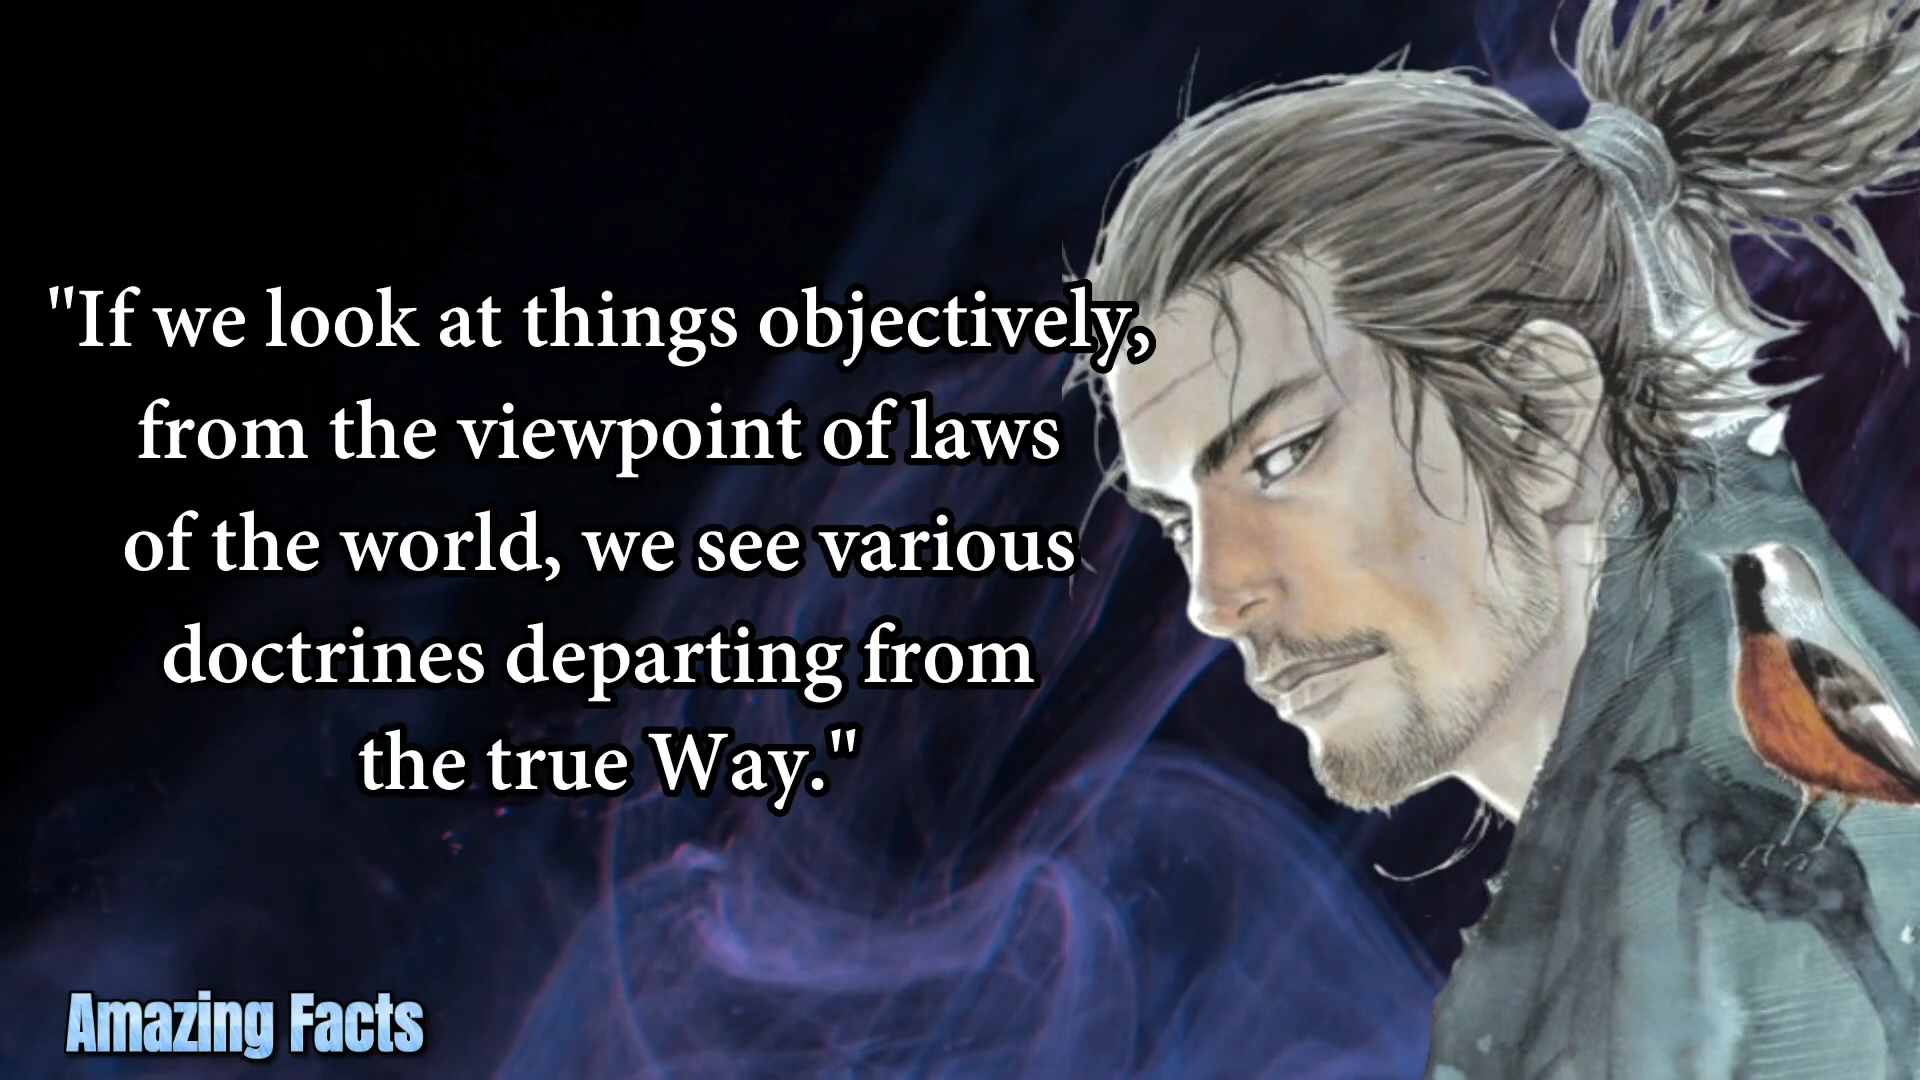 "If we look at things objectively,
from the viewpoint of laws
of the world, we see various
doctrines departing from
the true Way."
Amazing Facts